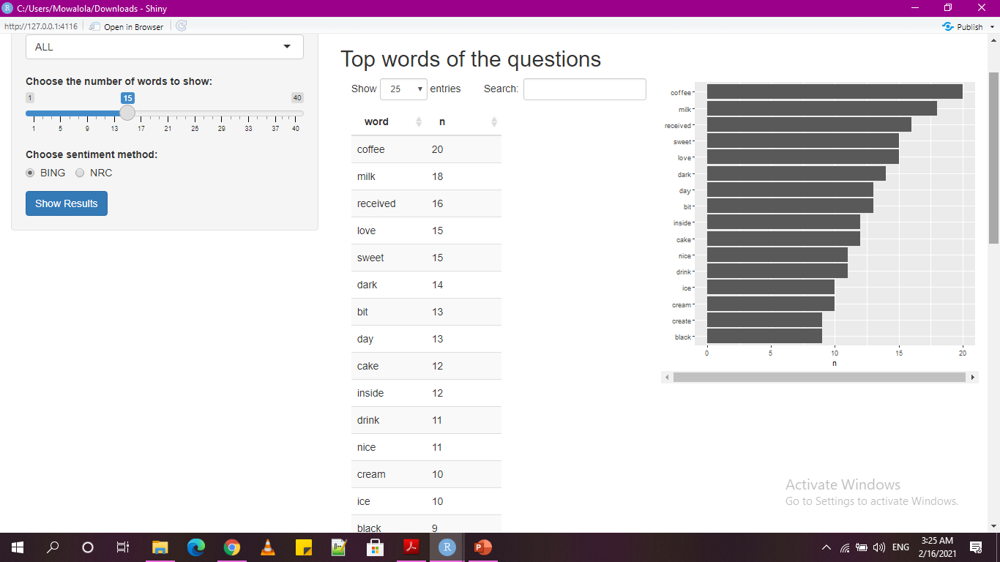 R C:/Users/Mowalola/Downloads - Shiny
http://127.0.0.1:4116 Open in Browser Publish
ALL
Choose the number of words to show:
1 15 40
1 5 9 13 17 21 25 29 33 37 40
Choose sentiment method:
BING NRC
Show Results
Top words of the questions
Show 25 entries Search:
word n
coffee 20
milk 18
received 16
love 15
sweet 15
dark 14
bit 13
day 13
cake 12
inside 12
drink 11
nice 11
cream 10
ice 10
black 9
coffee
milk
received
sweet
love
dark
day
bit
inside
cake
nice
drink
ice
cream
create
black
0 5 10 15 20
n
Activate Windows
Go to Settings to activate Windows.
R P ENG 3:25 AM
2/16/2021